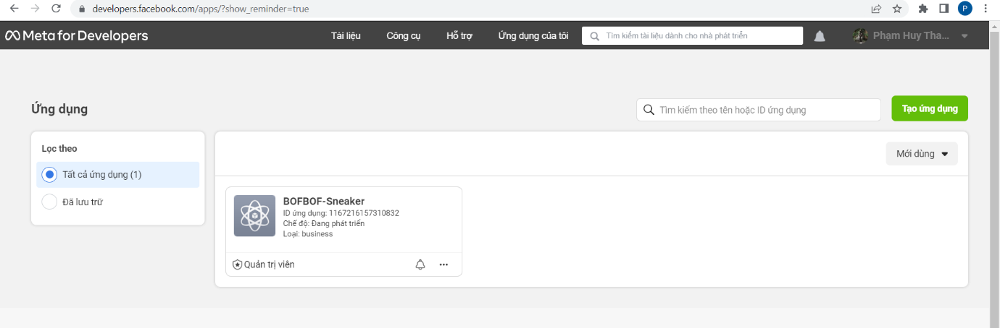 developers.facebook.com/apps/?show_reminder=true
P
Meta for Developers
Tài liệu
Công cụ
Hỗ trợ
Ứng dụng của tôi
Tìm kiếm tài liệu dành cho nhà phát triển
Phạm Huy Tha...
Ứng dụng
Tìm kiếm theo tên hoặc ID ứng dụng
Tạo ứng dụng
Lọc theo
Tất cả ứng dụng (1)
Đã lưu trữ
Mới dùng
BOFBOF-Sneaker
ID ứng dụng: 1167216157310832
Chế độ: Đang phát triển
Loại: business
Quản trị viên